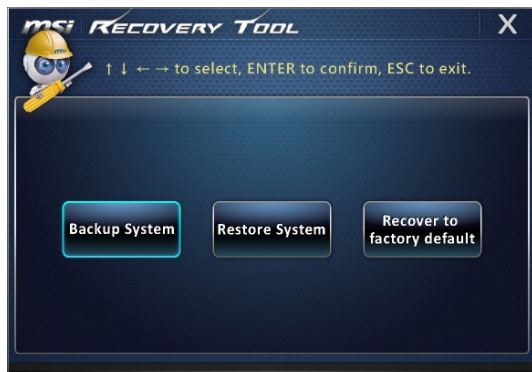 msi RECOVERY TOOL X
↑ ↓ ← → to select, ENTER to confirm, ESC to exit.
Backup System
Restore System
Recover to
factory default